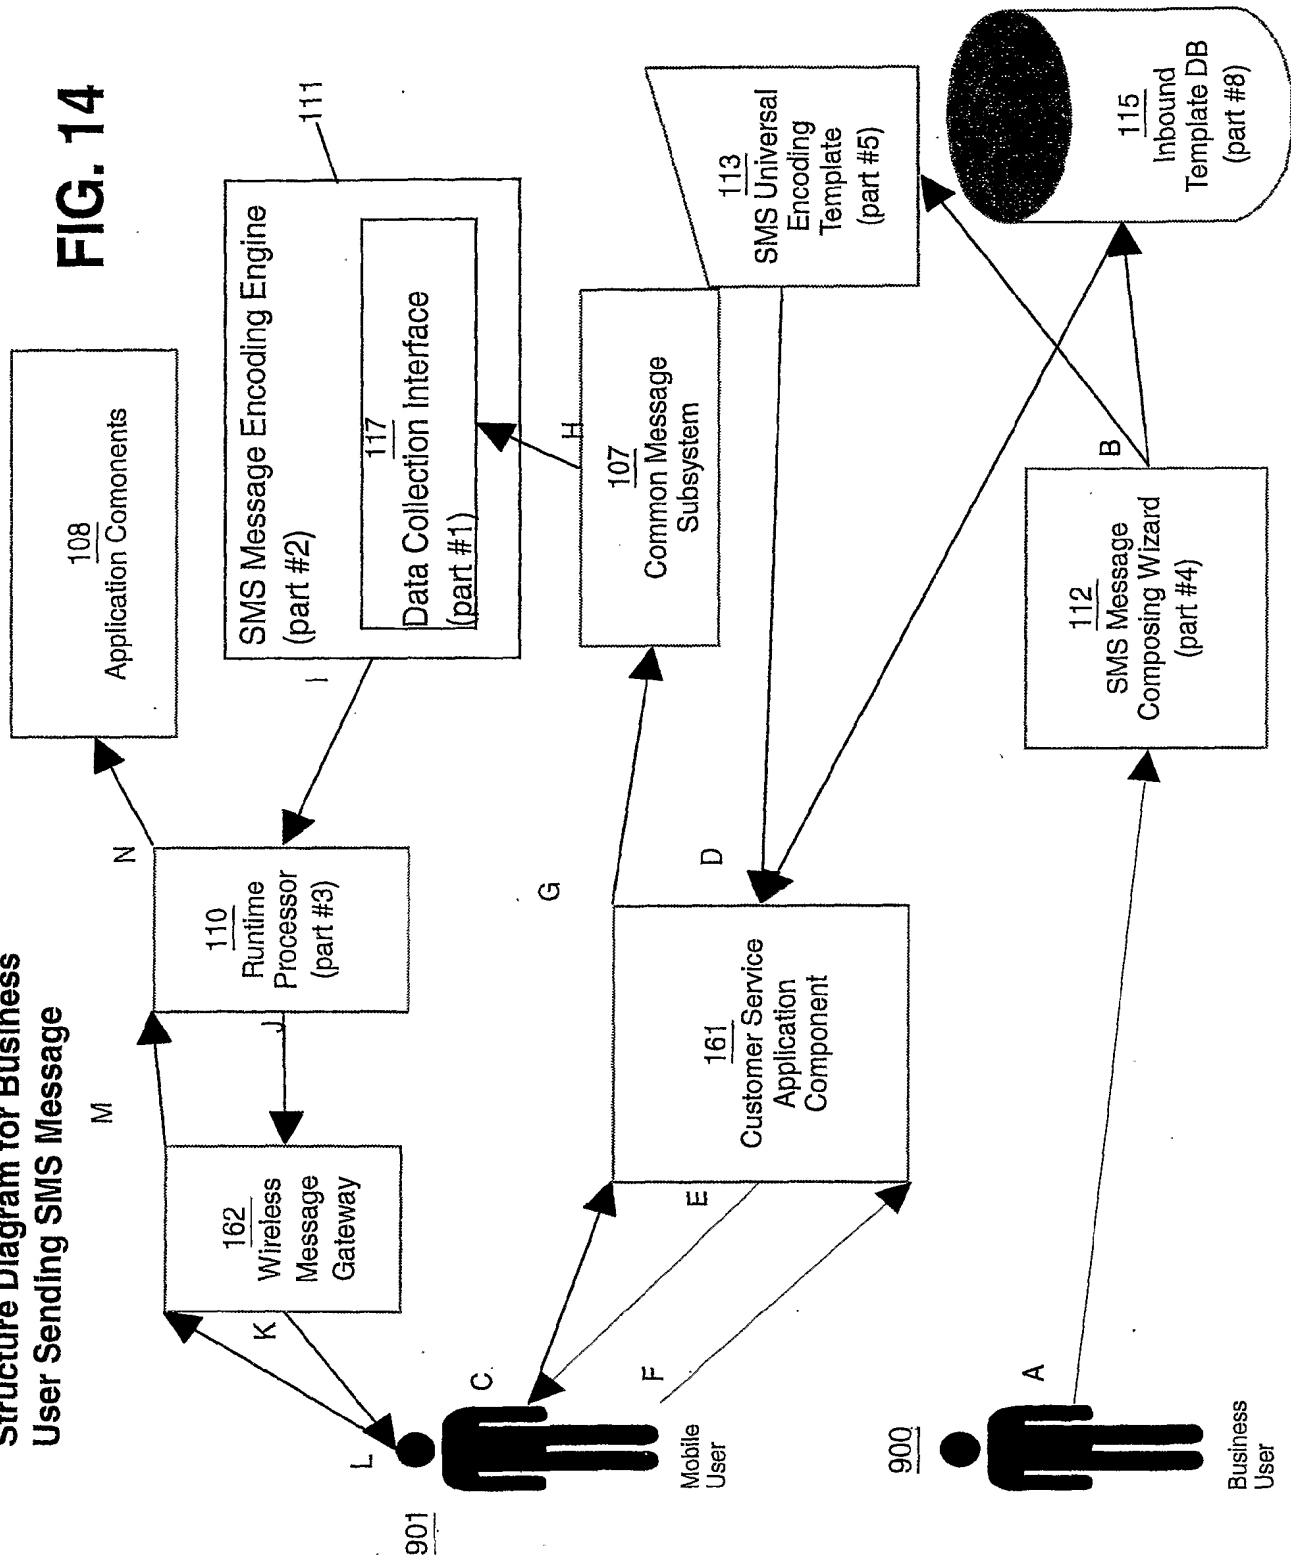 Structure Diagram for Business
User Sending SMS Message
FIG. 14
108
Application Comonents
111
SMS Message Encoding Engine
(part #2)
117
Data Collection Interface
(part #1)
N
M
I
110
Runtime
Processor
(part #3)
J
162
Wireless
Message
Gateway
K
L
H
107
Common Message
Subsystem
113
SMS Universal
Encoding
Template
(part #5)
115
Inbound
Template DB
(part #8)
G
D
161
Customer Service
Application
Component
E
C
F
901
Mobile
User
B
112
SMS Message
Composing Wizard
(part #4)
A
900
Business
User